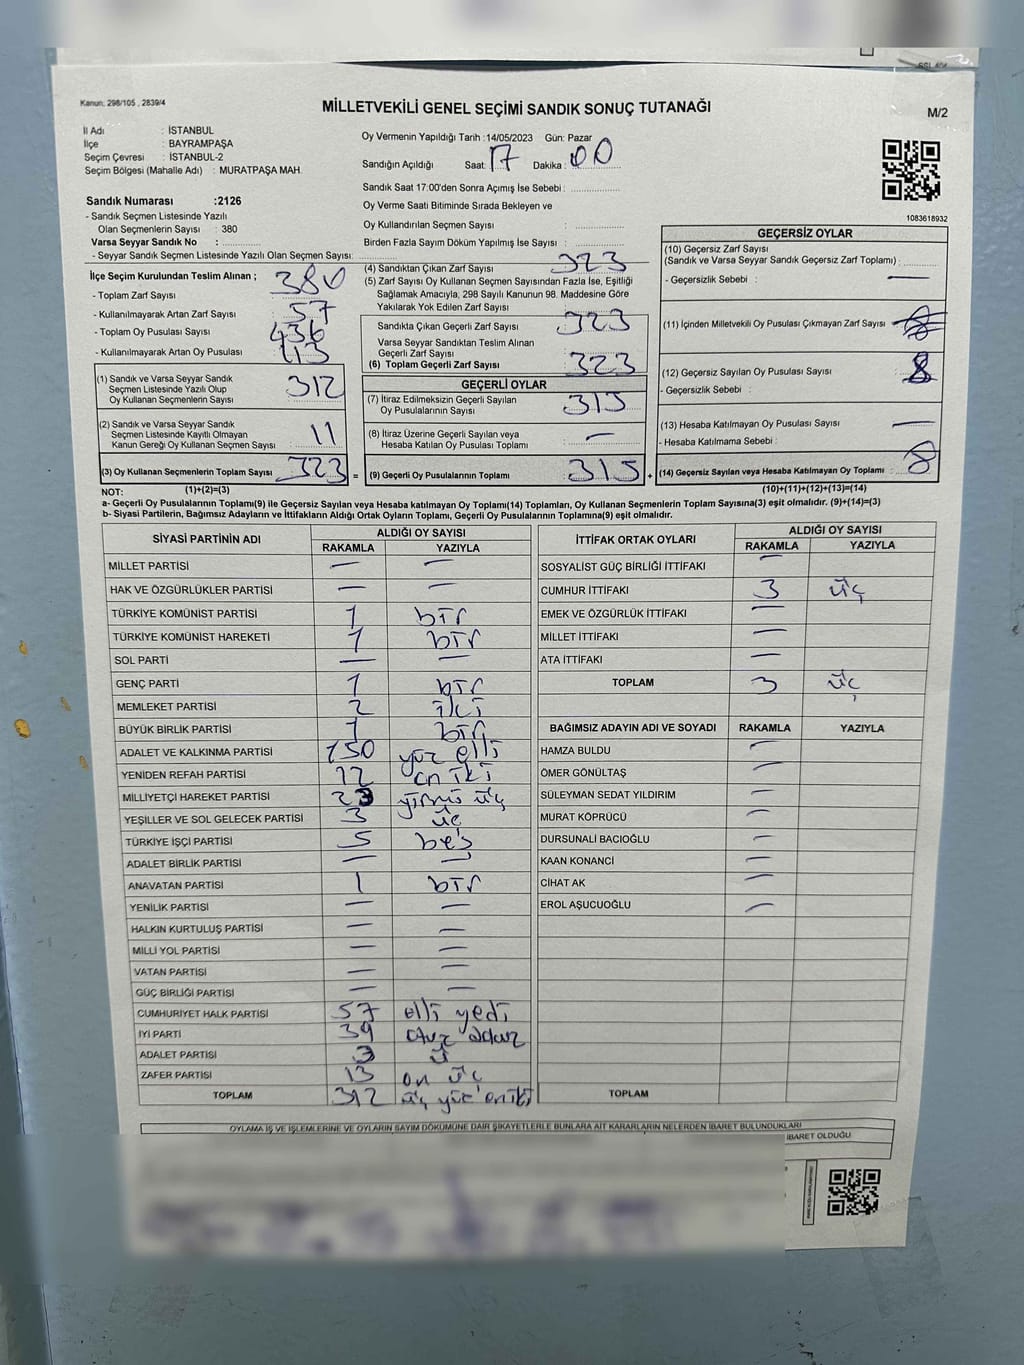 Kanun: 298/105 , 2839/4
MİLLETVEKİLİ GENEL SEÇİMİ SANDIK SONUÇ TUTANAĞI
M/2
İl Adı : İSTANBUL
İlçe : BAYRAMPAŞA
Seçim Çevresi : İSTANBUL-2
Seçim Bölgesi (Mahalle Adı) : MURATPAŞA MAH.
Sandık Numarası :2126
- Sandık Seçmen Listesinde Yazılı
Olan Seçmenlerin Sayısı : 380
Varsa Seyyar Sandık No :
- Seyyar Sandık Seçmen Listesinde Yazılı Olan Seçmen Sayısı:
Oy Vermenin Yapıldığı Tarih :14/05/2023 Gün: Pazar
Sandığın Açıldığı Saat: 17 Dakika : 00
Sandık Saat 17:00'den Sonra Açımış İse Sebebi :
Oy Verme Saati Bitiminde Sırada Bekleyen ve
Oy Kullandırılan Seçmen Sayısı :
Birden Fazla Sayım Döküm Yapılmış İse Sayısı :
1083618932
İlçe Seçim Kurulundan Teslim Alınan ;
- Toplam Zarf Sayısı 380
- Kullanılmayarak Artan Zarf Sayısı 57
- Toplam Oy Pusulası Sayısı 436
- Kullanılmayarak Artan Oy Pusulası 113
(1) Sandık ve Varsa Seyyar Sandık
Seçmen Listesinde Yazılı Olup
Oy Kullanan Seçmenlerin Sayısı 312
(2) Sandık ve Varsa Seyyar Sandık
Seçmen Listesinde Kayıtlı Olmayan
Kanun Gereği Oy Kullanan Seçmen Sayısı 11
(3) Oy Kullanan Seçmenlerin Toplam Sayısı 323 =
(4) Sandıktan Çıkan Zarf Sayısı 323
(5) Zarf Sayısı Oy Kullanan Seçmen Sayısından Fazla İse, Eşitliği
Sağlamak Amacıyla, 298 Sayılı Kanunun 98. Maddesine Göre
Yakılarak Yok Edilen Zarf Sayısı :
Sandıkta Çıkan Geçerli Zarf Sayısı 323
Varsa Seyyar Sandıktan Teslim Alınan
Geçerli Zarf Sayısı
(6) Toplam Geçerli Zarf Sayısı 323
GEÇERLİ OYLAR
(7) İtiraz Edilmeksizin Geçerli Sayılan
Oy Pusulalarının Sayısı 315
(8) İtiraz Üzerine Geçerli Sayılan veya
Hesaba Katılan Oy Pusulası Toplamı : —
(9) Geçerli Oy Pusulalarının Toplamı 315 +
GEÇERSİZ OYLAR
(10) Geçersiz Zarf Sayısı
(Sandık ve Varsa Seyyar Sandık Geçersiz Zarf Toplamı) :
- Geçersizlik Sebebi : —
(11) İçinden Milletvekili Oy Pusulası Çıkmayan Zarf Sayısı
(12) Geçersiz Sayılan Oy Pusulası Sayısı : 8
- Geçersizlik Sebebi :
(13) Hesaba Katılmayan Oy Pusulası Sayısı : —
- Hesaba Katılmama Sebebi :
(14) Geçersiz Sayılan veya Hesaba Katılmayan Oy Toplamı 8
NOT: (1)+(2)=(3)
(10)+(11)+(12)+(13)=(14)
a- Geçerli Oy Pusulalarının Toplamı(9) ile Geçersiz Sayılan veya Hesaba katılmayan Oy Toplamı(14) Toplamları, Oy Kullanan Seçmenlerin Toplam Sayısına(3) eşit olmalıdır. (9)+(14)=(3)
b- Siyasi Partilerin, Bağımsız Adayların ve İttifakların Aldığı Ortak Oyların Toplamı, Geçerli Oy Pusulalarının Toplamına(9) eşit olmalıdır.
SİYASİ PARTİNİN ADI ALDIĞI OY SAYISI
RAKAMLA YAZIYLA
MİLLET PARTİSİ — —
HAK VE ÖZGÜRLÜKLER PARTİSİ — —
TÜRKİYE KOMÜNİST PARTİSİ 1 bir
TÜRKİYE KOMÜNİST HAREKETİ 1 bir
SOL PARTİ — —
GENÇ PARTİ 1 bir
MEMLEKET PARTİSİ 2 iki
BÜYÜK BİRLİK PARTİSİ 1 bir
ADALET VE KALKINMA PARTİSİ 150 yüz elli
YENİDEN REFAH PARTİSİ 12 on iki
MİLLİYETÇİ HAREKET PARTİSİ 23 yirmi üç
YEŞİLLER VE SOL GELECEK PARTİSİ 3 üç
TÜRKİYE İŞÇİ PARTİSİ 5 beş
ADALET BİRLİK PARTİSİ — —
ANAVATAN PARTİSİ 1 bir
YENİLİK PARTİSİ — —
HALKIN KURTULUŞ PARTİSİ — —
MİLLİ YOL PARTİSİ — —
VATAN PARTİSİ — —
GÜÇ BİRLİĞİ PARTİSİ — —
CUMHURİYET HALK PARTİSİ 57 elli yedi
İYİ PARTİ 39 otuz dokuz
ADALET PARTİSİ 3 ü
ZAFER PARTİSİ 13 on üç
TOPLAM 312 üç yüz on iki
İTTİFAK ORTAK OYLARI ALDIĞI OY SAYISI
RAKAMLA YAZIYLA
SOSYALİST GÜÇ BİRLİĞİ İTTİFAKI —
CUMHUR İTTİFAKI 3 üç
EMEK VE ÖZGÜRLÜK İTTİFAKI —
MİLLET İTTİFAKI —
ATA İTTİFAKI —
TOPLAM 3 üç
BAĞIMSIZ ADAYIN ADI VE SOYADI RAKAMLA YAZIYLA
HAMZA BULDU —
ÖMER GÖNÜLTAŞ —
SÜLEYMAN SEDAT YILDIRIM —
MURAT KÖPRÜCÜ —
DURSUNALİ BACIOĞLU —
KAAN KONANCİ —
CİHAT AK —
EROL AŞUCUOĞLU —
TOPLAM
OYLAMA İŞ VE İŞLEMLERİNE VE OYLARIN SAYIM DÖKÜMÜNE DAİR ŞİKAYETLERLE BUNLARA AİT KARARLARIN NELERDEN İBARET BULUNDUKLARI
İBARET OLDUĞU